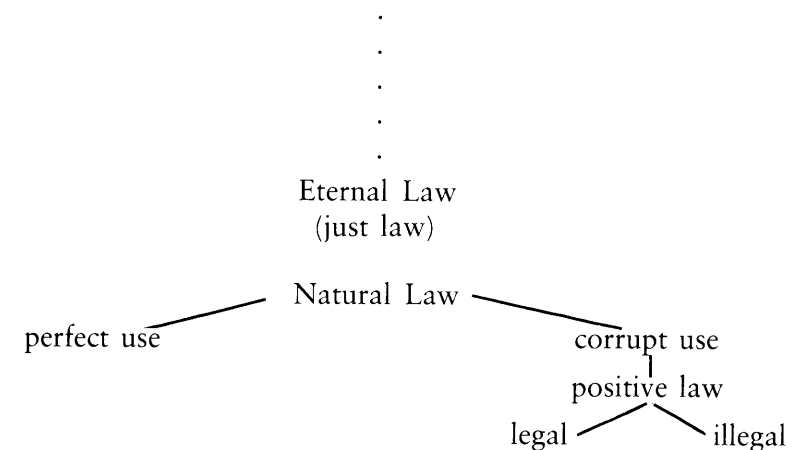 Eternal Law
(just law)
Natural Law
perfect use
corrupt use
positive law
legal
illegal